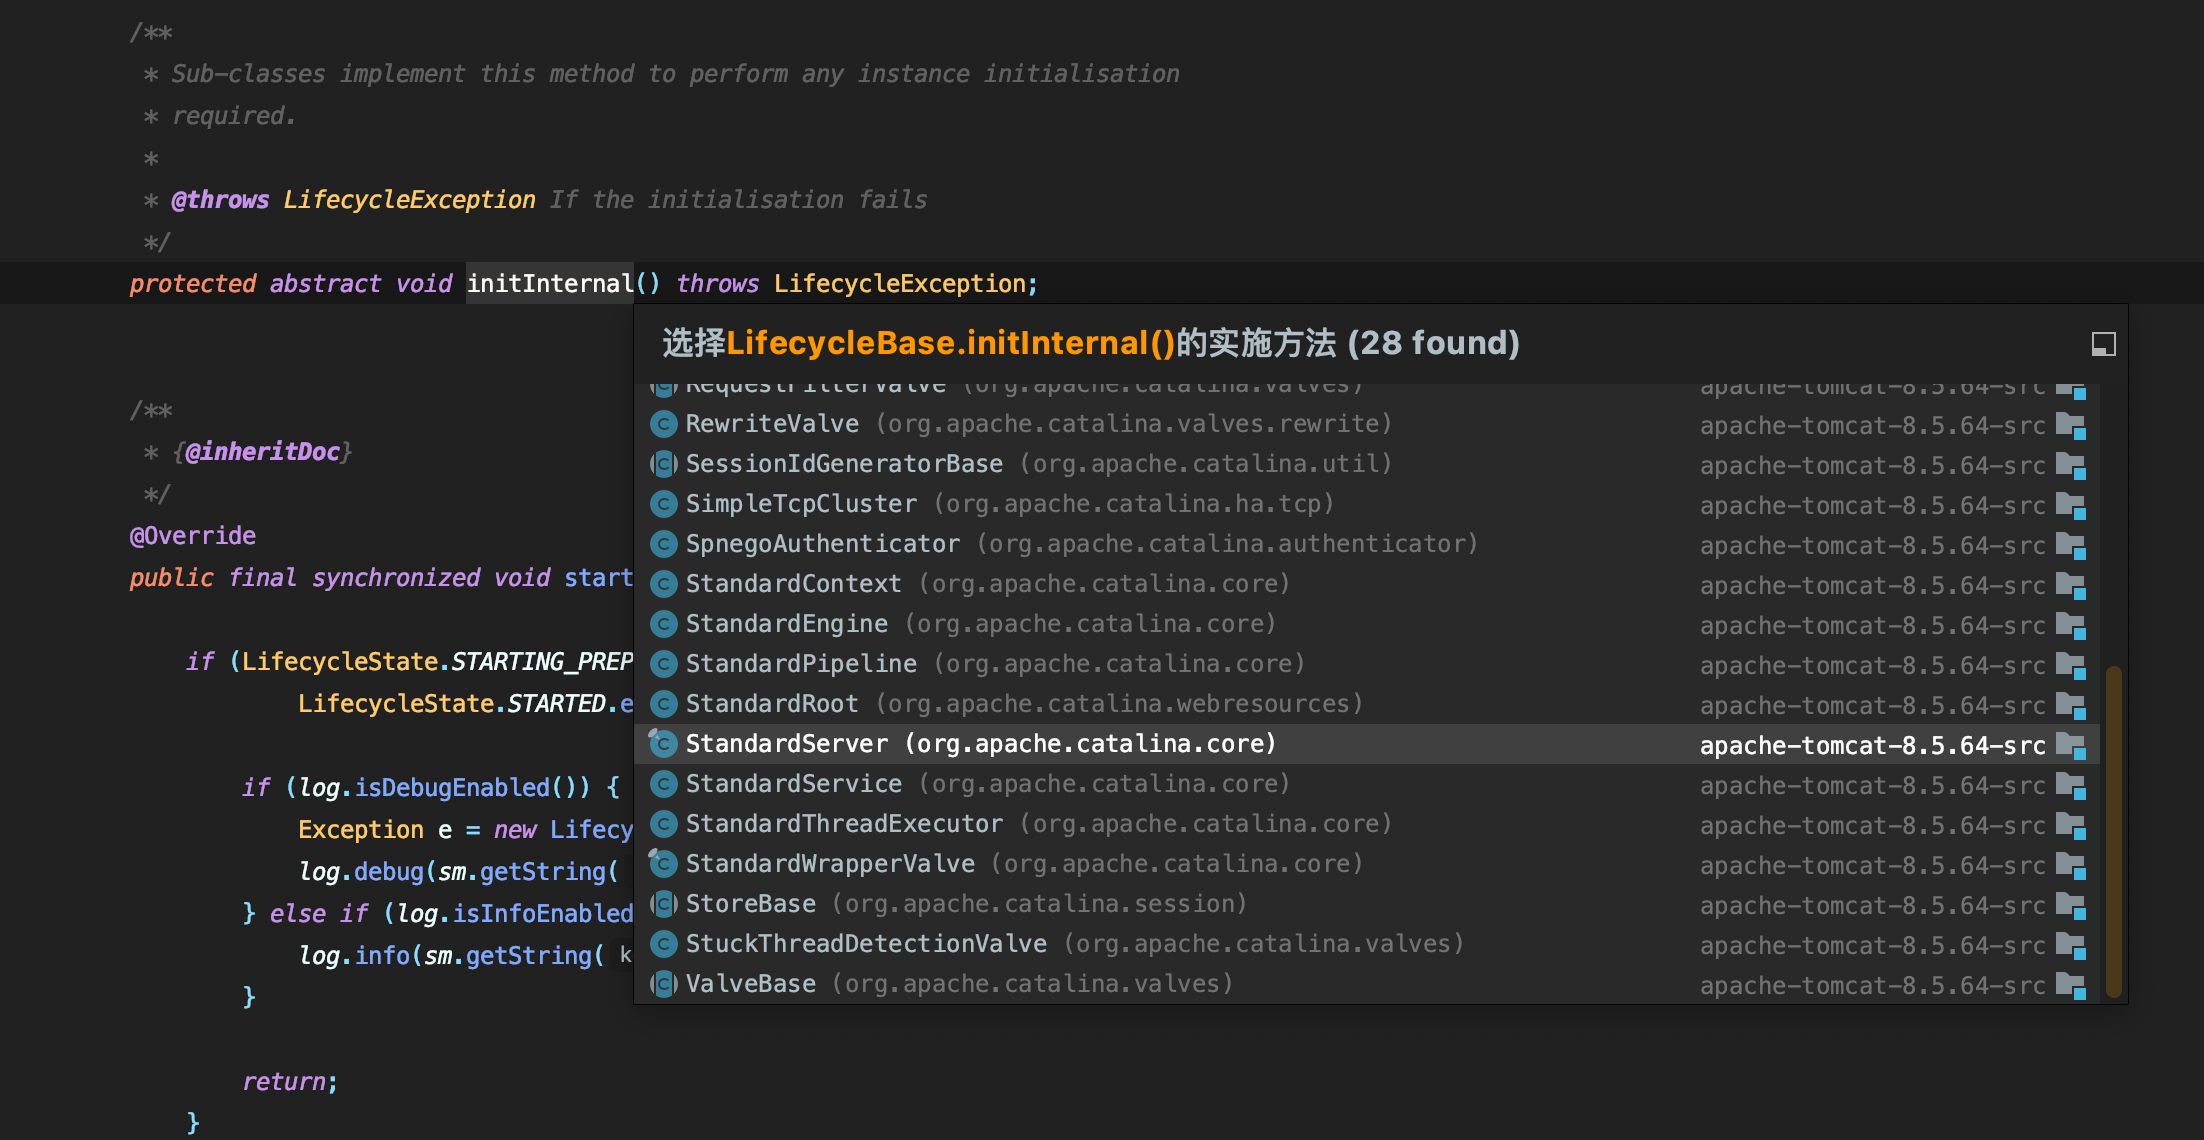 /**
* Sub-classes implement this method to perform any instance initialisation
* required.
*
* @throws LifecycleException If the initialisation fails
*/
protected abstract void initInternal() throws LifecycleException;
选择LifecycleBase.initInternal()的实施方法 (28 found)
RequestFilterValve (org.apache.catalina.valves) apache-tomcat-8.5.64-src
RewriteValve (org.apache.catalina.valves.rewrite) apache-tomcat-8.5.64-src
SessionIdGeneratorBase (org.apache.catalina.util) apache-tomcat-8.5.64-src
SimpleTcpCluster (org.apache.catalina.ha.tcp) apache-tomcat-8.5.64-src
SpnegoAuthenticator (org.apache.catalina.authenticator) apache-tomcat-8.5.64-src
StandardContext (org.apache.catalina.core) apache-tomcat-8.5.64-src
StandardEngine (org.apache.catalina.core) apache-tomcat-8.5.64-src
StandardPipeline (org.apache.catalina.core) apache-tomcat-8.5.64-src
StandardRoot (org.apache.catalina.webresources) apache-tomcat-8.5.64-src
StandardServer (org.apache.catalina.core) apache-tomcat-8.5.64-src
StandardService (org.apache.catalina.core) apache-tomcat-8.5.64-src
StandardThreadExecutor (org.apache.catalina.core) apache-tomcat-8.5.64-src
StandardWrapperValve (org.apache.catalina.core) apache-tomcat-8.5.64-src
StoreBase (org.apache.catalina.session) apache-tomcat-8.5.64-src
StuckThreadDetectionValve (org.apache.catalina.valves) apache-tomcat-8.5.64-src
ValveBase (org.apache.catalina.valves) apache-tomcat-8.5.64-src
/**
* {@inheritDoc}
*/
@Override
public final synchronized void start
if (LifecycleState.STARTING_PREP
LifecycleState.STARTED.e
if (log.isDebugEnabled()) {
Exception e = new Lifecy
log.debug(sm.getString(
} else if (log.isInfoEnabled
log.info(sm.getString( k
}
return;
}